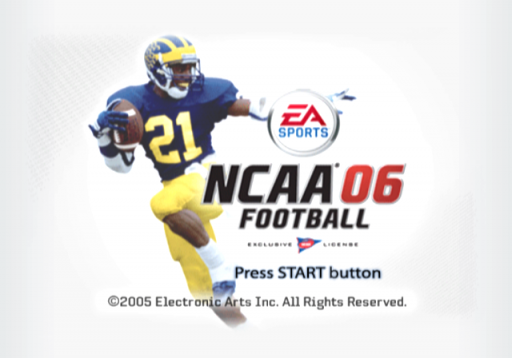 21
EA
SPORTS
NCAA 06
FOOTBALL
EXCLUSIVE LICENSE
Press START button
©2005 Electronic Arts Inc. All Rights Reserved.